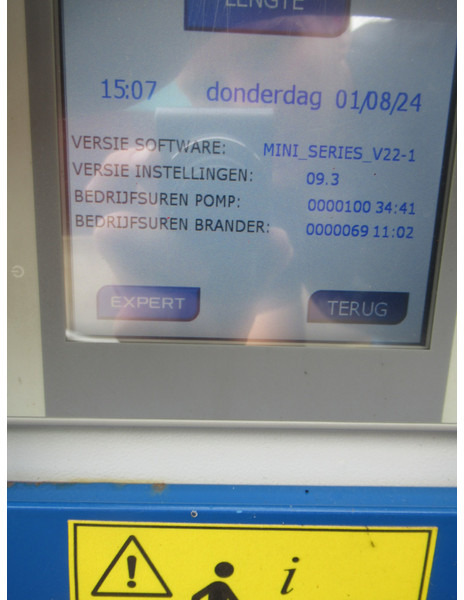 LENGTE
15:07 donderdag 01/08/24
VERSIE SOFTWARE: MINI_SERIES_V22-1
VERSIE INSTELLINGEN: 09.3
BEDRIJFSUREN POMP: 0000100 34:41
BEDRIJFSUREN BRANDER: 0000069 11:02
EXPERT TERUG
i